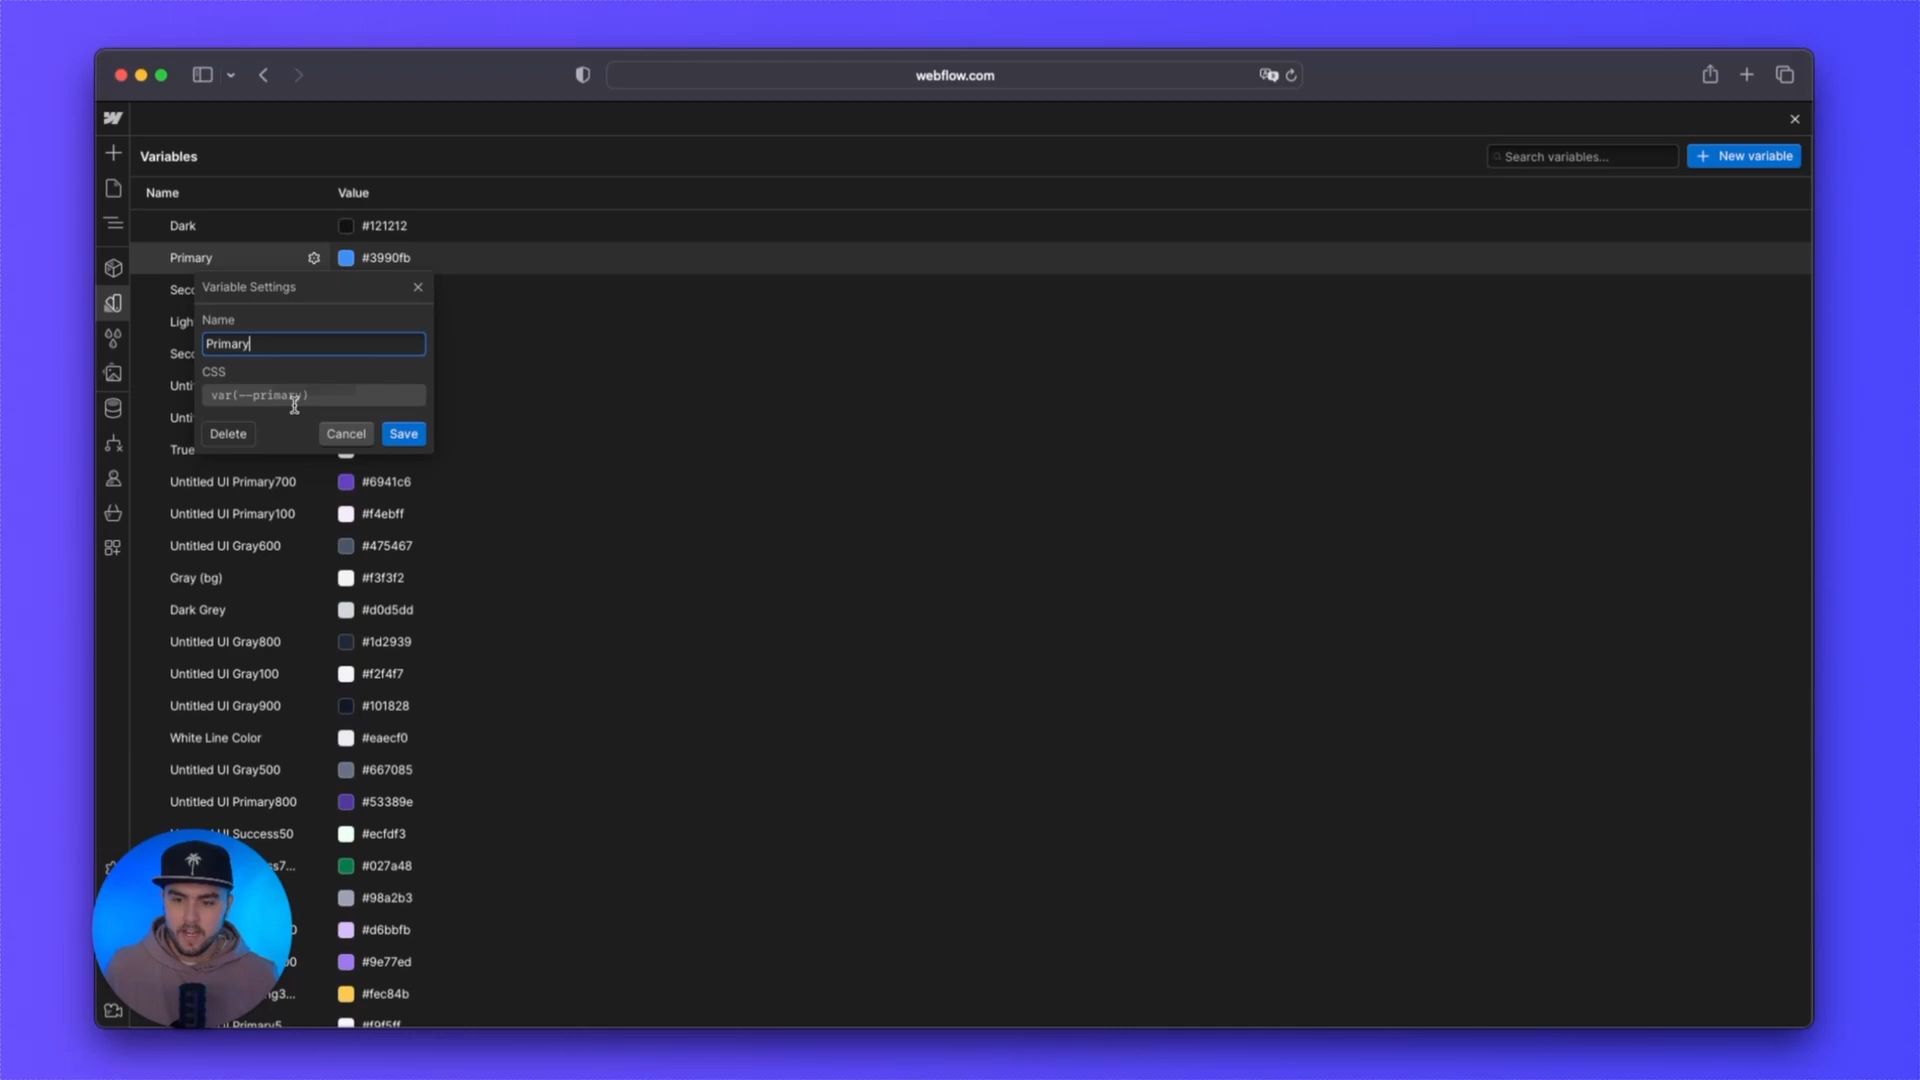 webflow.com
Variables
Search variables...
New variable
Name Value
Dark #121212
Primary #3990fb
Variable Settings
Name
Primary
CSS
var(--primary)
Delete Cancel Save
Untitled UI Primary700 #6941c6
Untitled UI Primary100 #f4ebff
Untitled UI Gray600 #475467
Gray (bg) #f3f3f2
Dark Grey #d0d5dd
Untitled UI Gray800 #1d2939
Untitled UI Gray100 #f2f4f7
Untitled UI Gray900 #101828
White Line Color #eaecf0
Untitled UI Gray500 #667085
Untitled UI Primary800 #53389e
UI Success50 #ecfdf3
#027a48
#98a2b3
#d6bbfb
#9e77ed
#fec84b
#f9f5ff